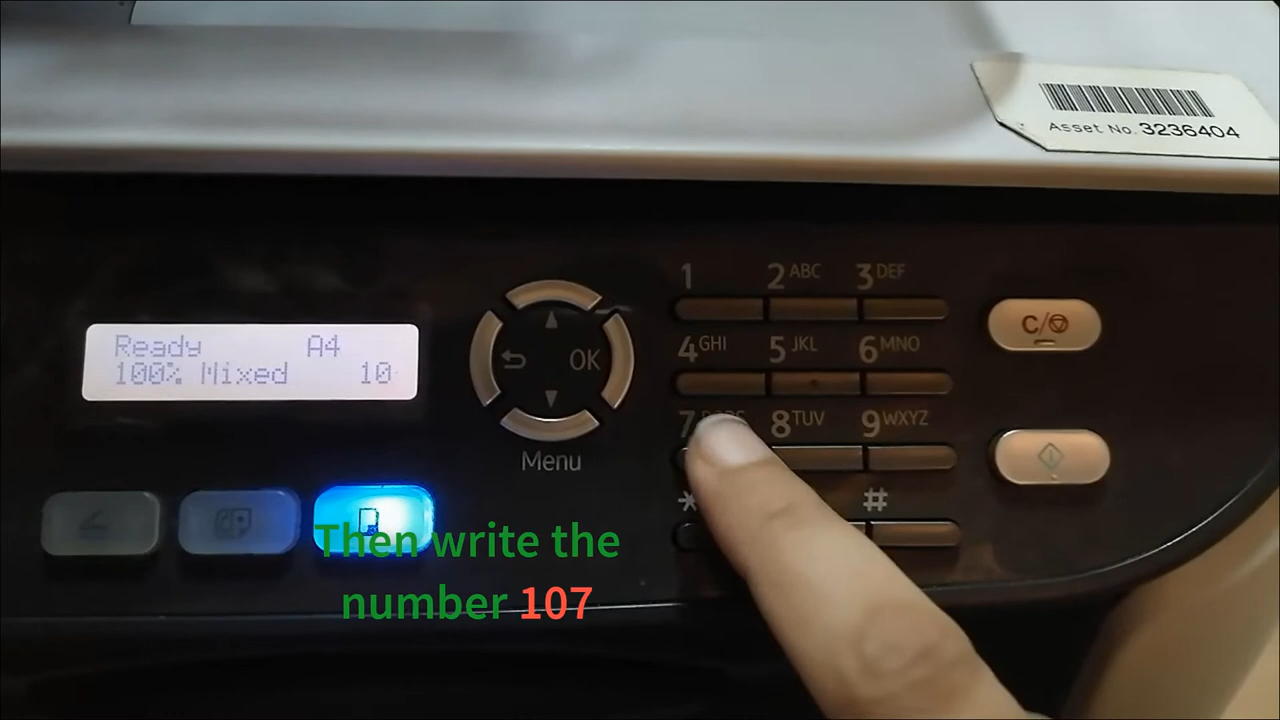 Asset No. 3236404
Ready A4
100% Mixed 10
OK
Menu
1 2 ABC 3 DEF
4 GHI 5 JKL 6 MNO
7 8 TUV 9 WXYZ
* #
C/
Then write the
number 107